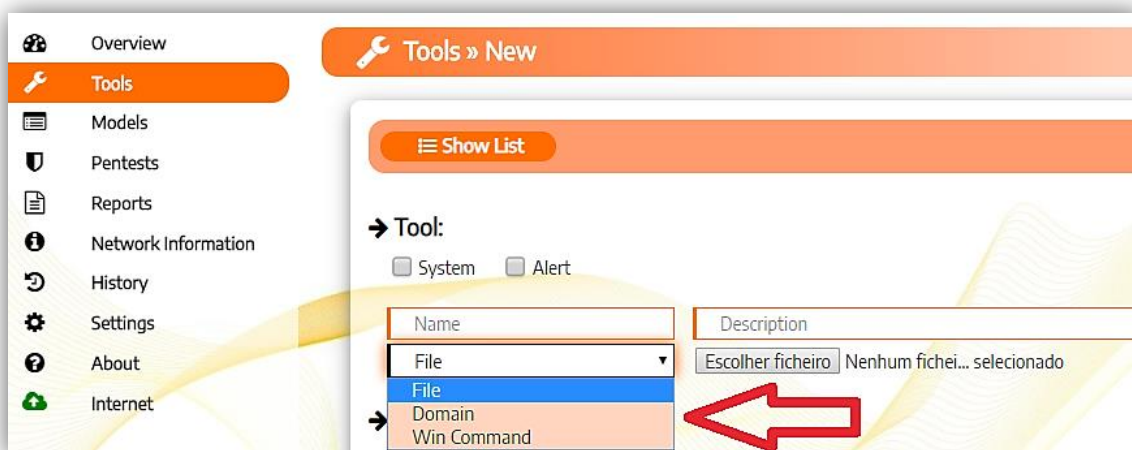 Overview
Tools
Models
Pentests
Reports
Network Information
History
Settings
About
Internet
Tools » New
Show List
Tool:
System Alert
Name Description
File Escolher ficheiro Nenhum fichei... selecionado
File
Domain
Win Command